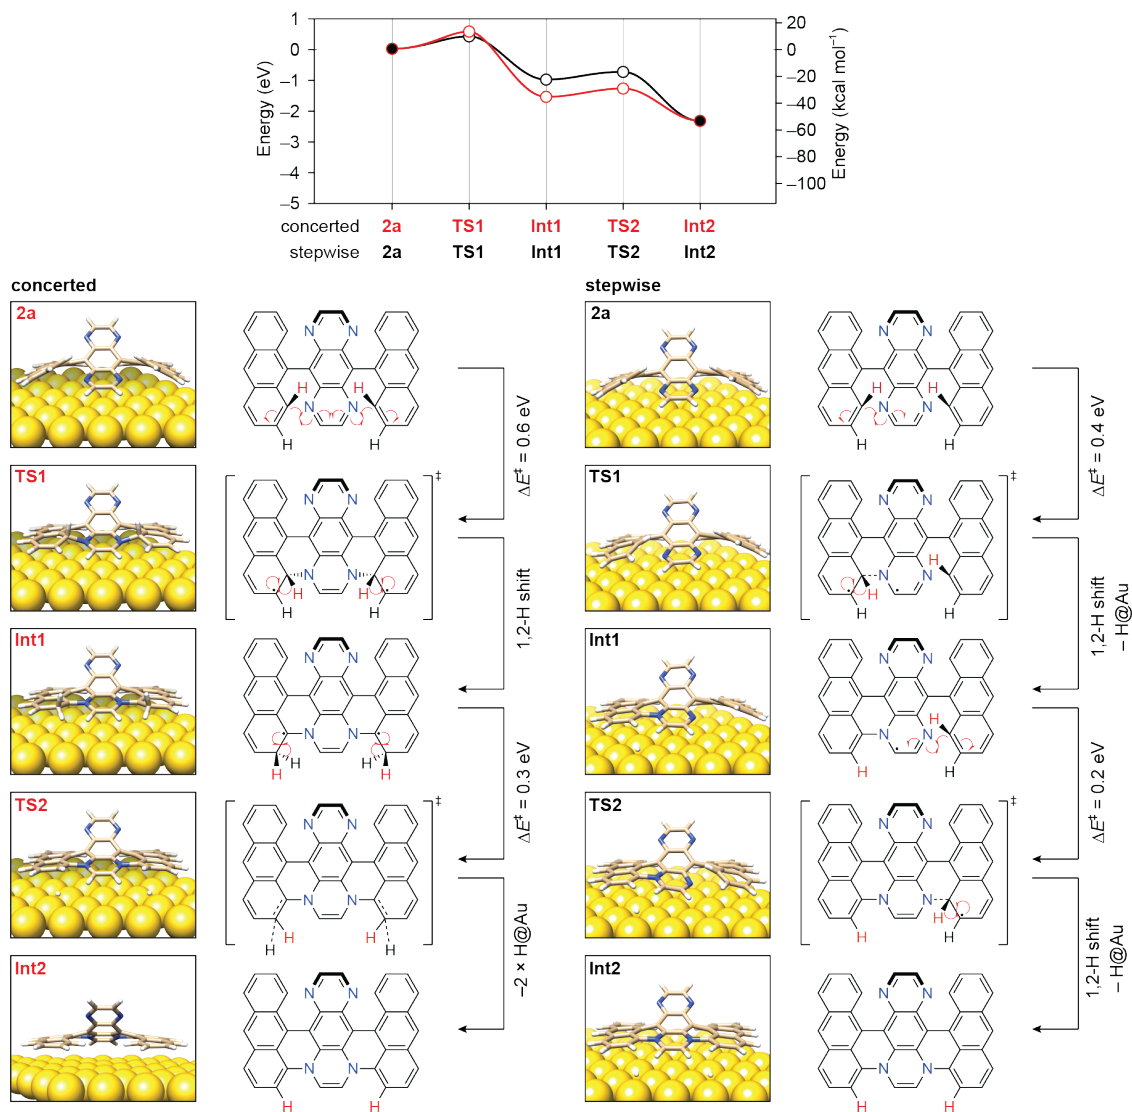 1
0
–1
–2
–3
–4
–5
Energy (eV)
20
0
–20
–40
–60
–80
–100
Energy (kcal mol⁻¹)
concerted 2a TS1 Int1 TS2 Int2
stepwise 2a TS1 Int1 TS2 Int2
concerted
2a
N N
H H
N N
H H
ΔE‡ = 0.6 eV
TS1
‡
N N
N N
H H
H H
1,2-H shift
Int1
N N
N N
H H
H H
ΔE‡ = 0.3 eV
TS2
‡
N N
N N
H H
H H
–2 × H@Au
Int2
N N
N N
H H
stepwise
2a
N N
H H
N N
H H
ΔE‡ = 0.4 eV
TS1
‡
N N
H
N N
H
H H
1,2-H shift
– H@Au
Int1
N N
H
N N
H H
ΔE‡ = 0.2 eV
TS2
‡
N N
N N
H
H H
1,2-H shift
– H@Au
Int2
N N
N N
H H